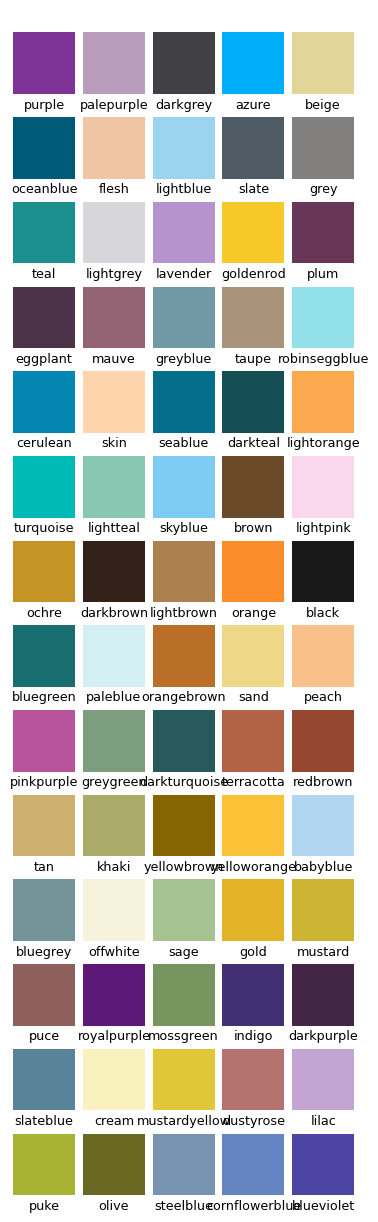 purple palepurple darkgrey azure beige
oceanblue flesh lightblue slate grey
teal lightgrey lavender goldenrod plum
eggplant mauve greyblue taupe robinseggblue
cerulean skin seablue darkteal lightorange
turquoise lightteal skyblue brown lightpink
ochre darkbrown lightbrown orange black
bluegreen paleblue orangebrown sand peach
pinkpurple greygreen darkturquoise terracotta redbrown
tan khaki yellowbrown yelloworange babyblue
bluegrey offwhite sage gold mustard
puce royalpurple mossgreen indigo darkpurple
slateblue cream mustardyellow dustyrose lilac
puke olive steelblue cornflowerblue blueviolet